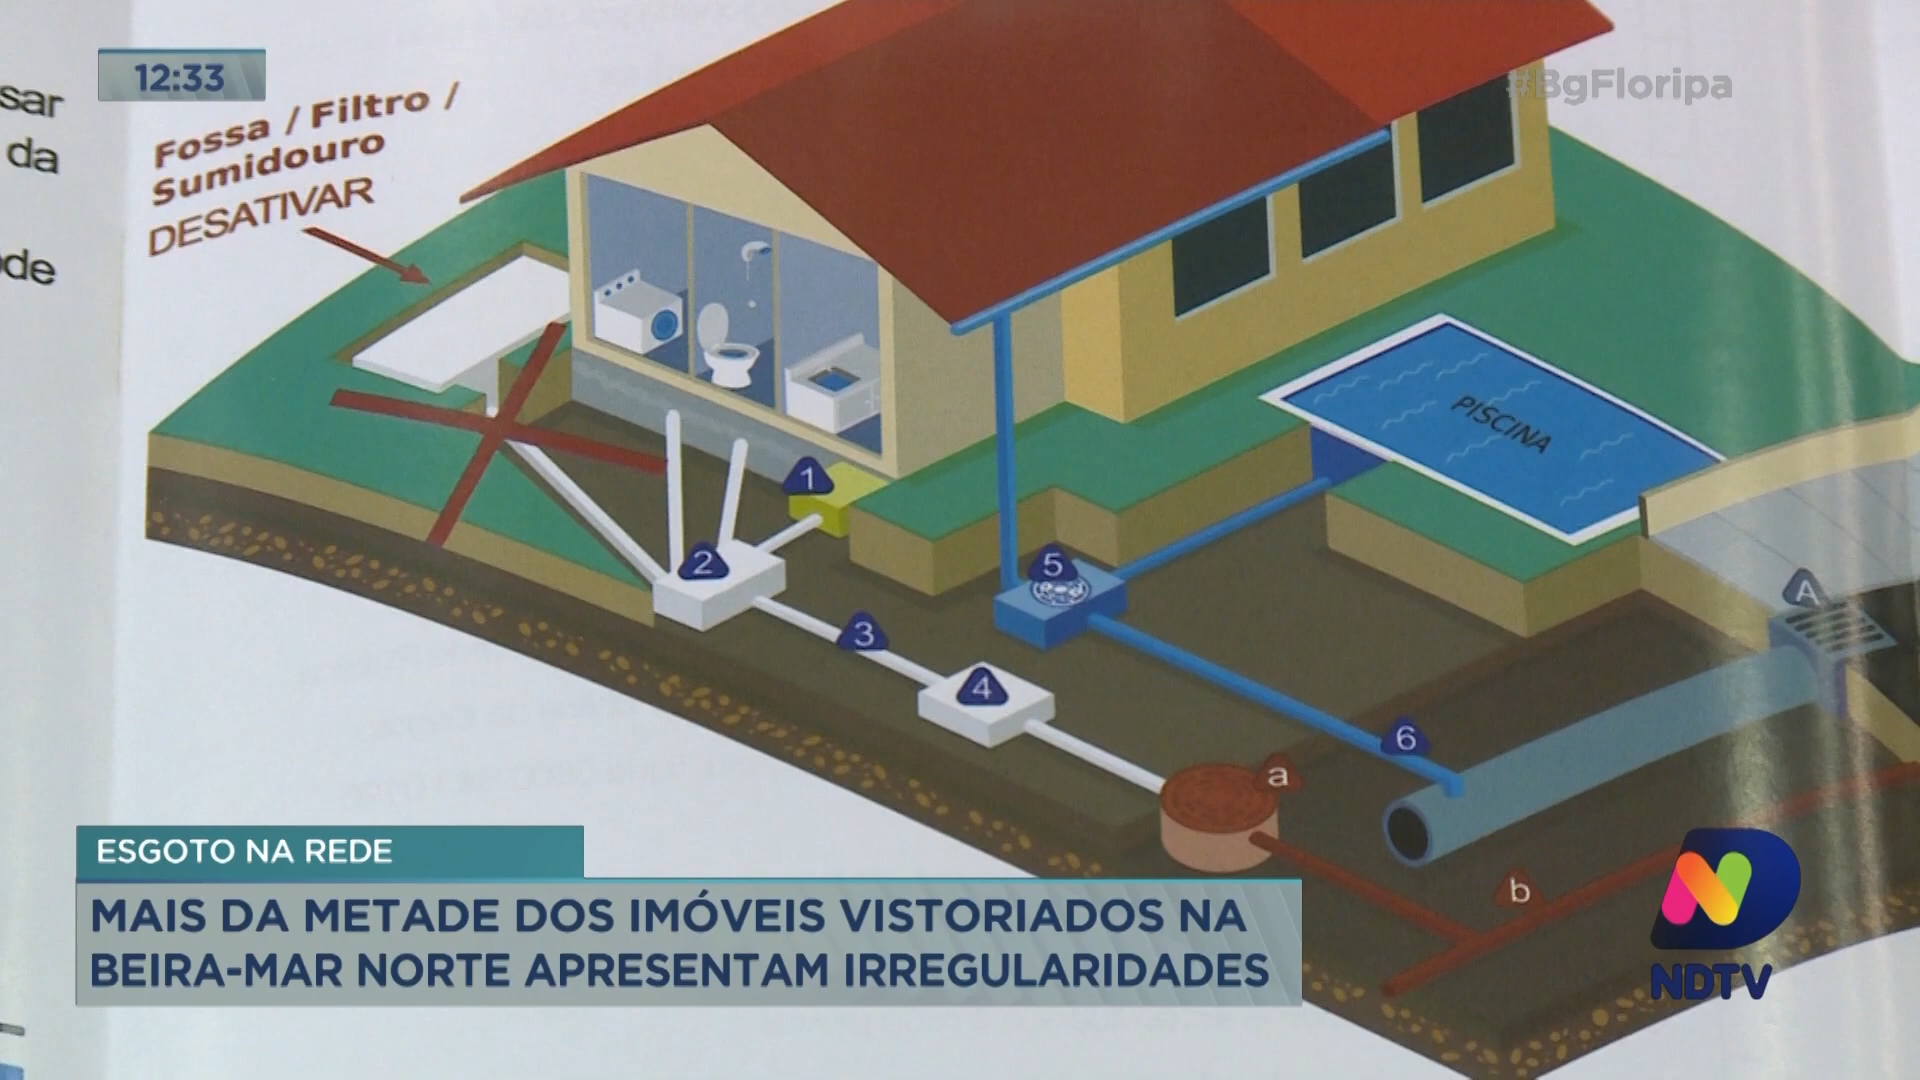 12:33
#BgFloripa
sar
da
de
Fossa / Filtro /
Sumidouro
DESATIVAR
PISCINA
1
2
3
4
5
6
A
a
b
ESGOTO NA REDE
MAIS DA METADE DOS IMÓVEIS VISTORIADOS NA
BEIRA-MAR NORTE APRESENTAM IRREGULARIDADES
NDTV